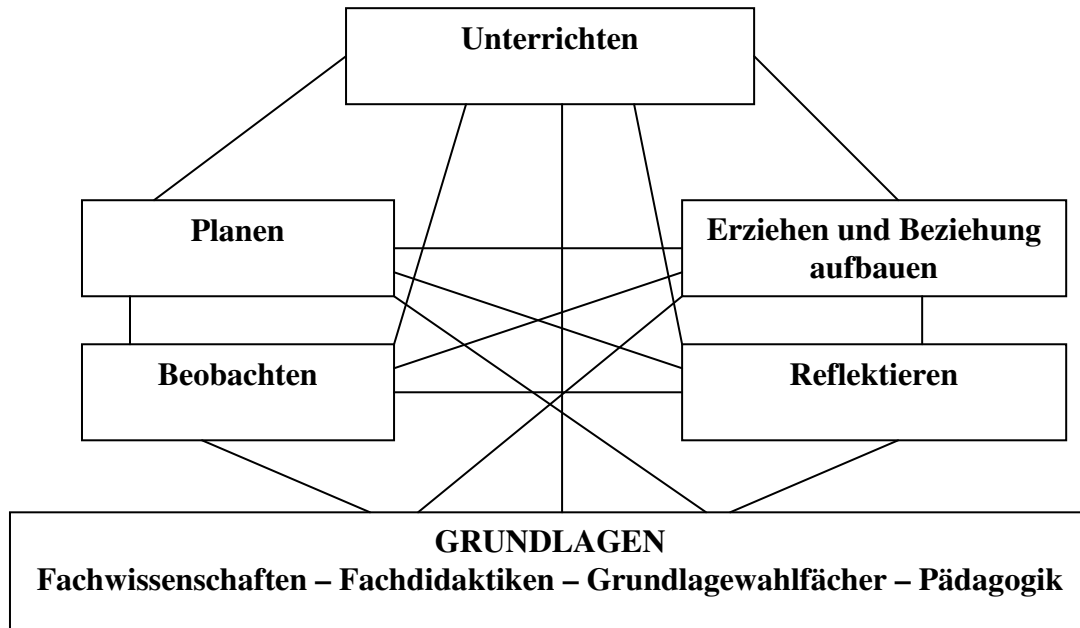 Unterrichten
Planen
Erziehen und Beziehung
aufbauen
Beobachten
Reflektieren
GRUNDLAGEN
Fachwissenschaften – Fachdidaktiken – Grundlagewahlfächer – Pädagogik